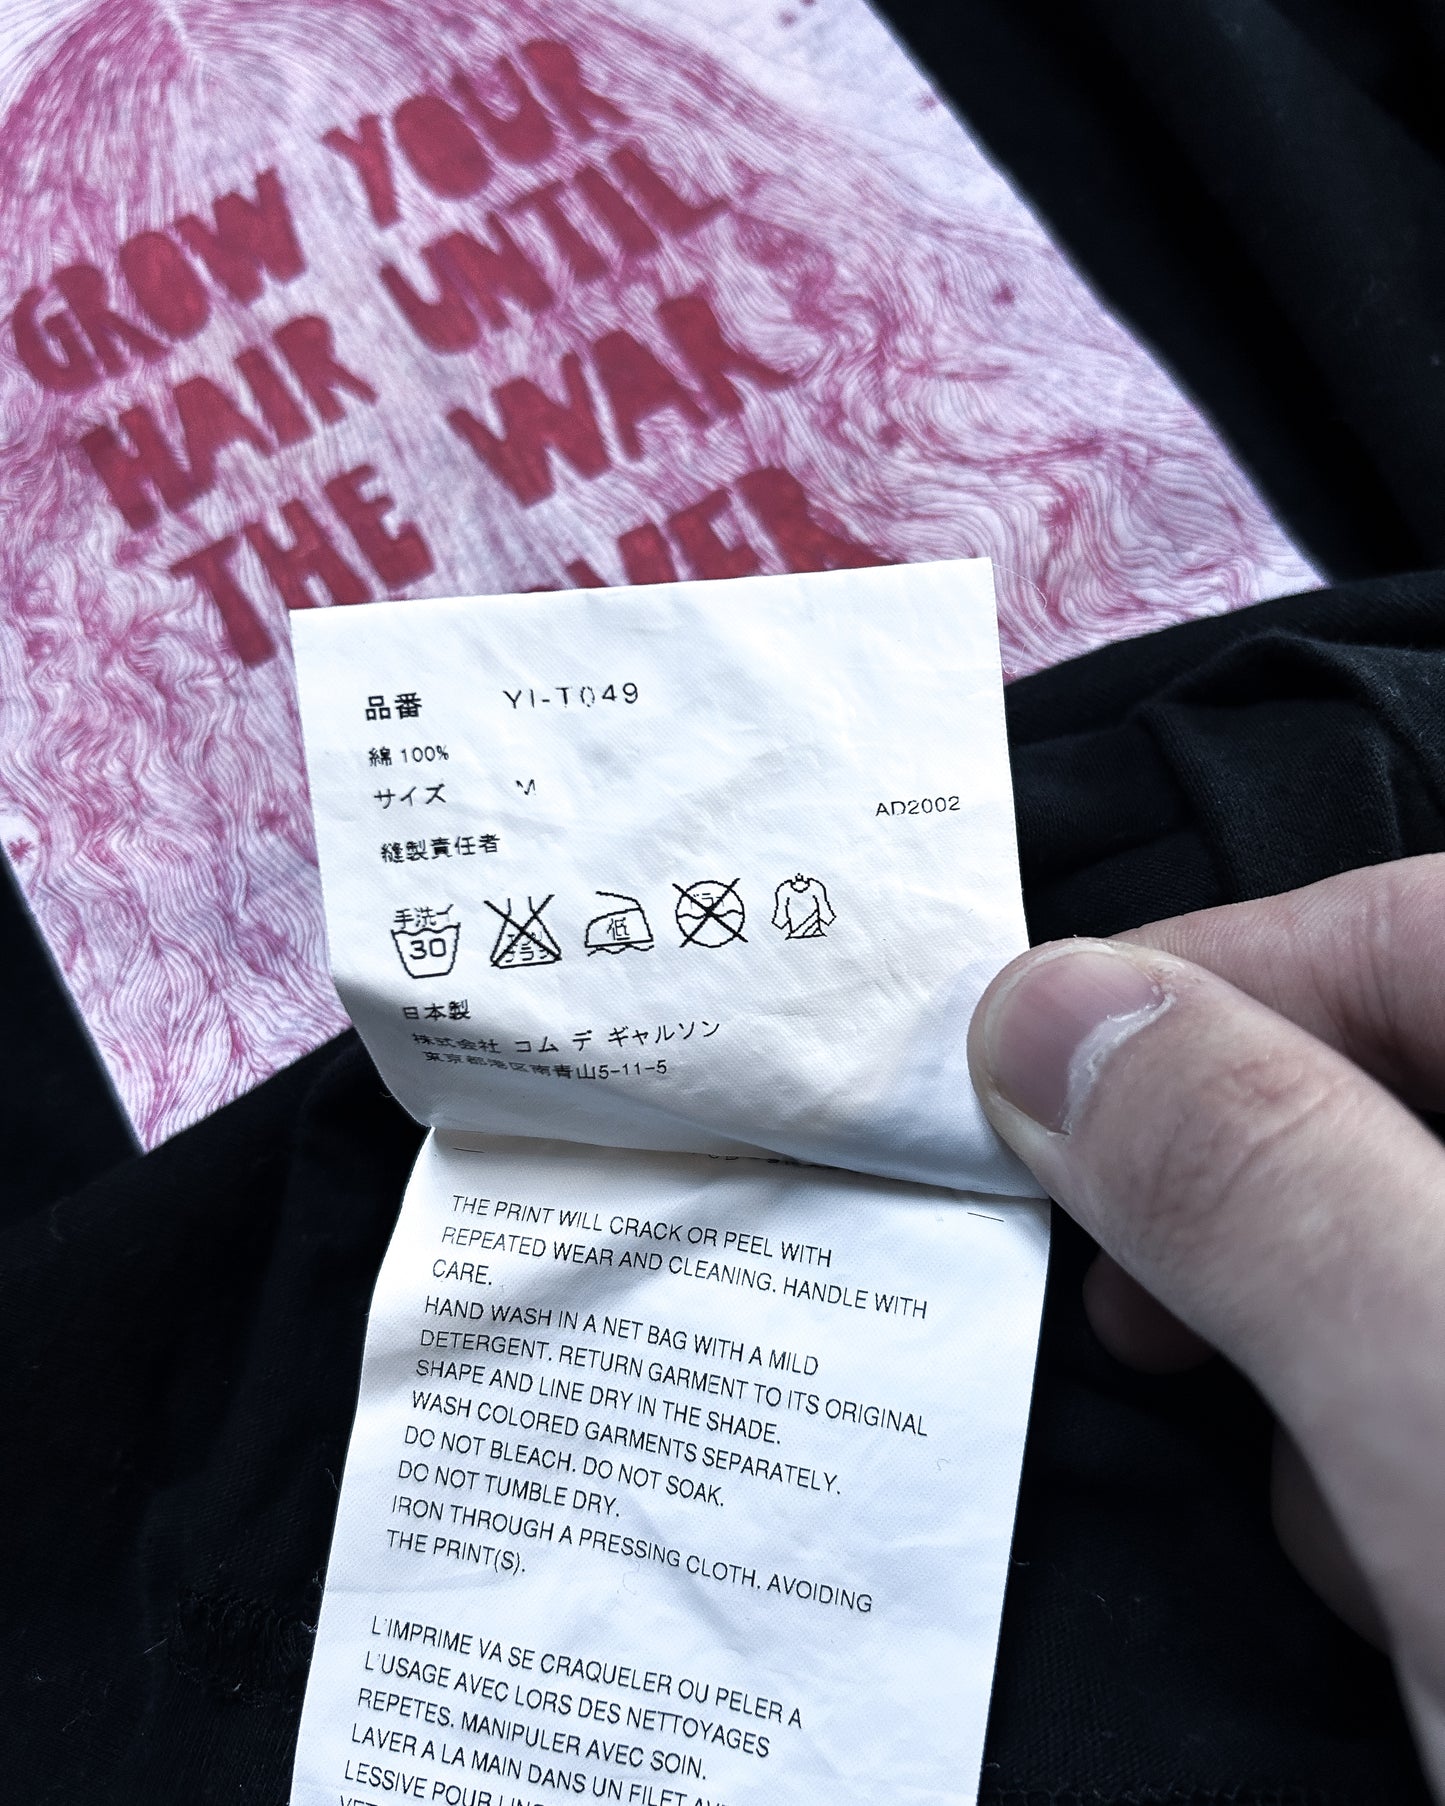 GROW YOUR
HAIR UNTIL
THE WAR
品番 YI-T049
綿 100%
サイズ M
AD2002
縫製責任者
手洗イ
30
低
日本製
株式会社 コム デ ギャルソン
東京都港区南青山5-11-5
THE PRINT WILL CRACK OR PEEL WITH
REPEATED WEAR AND CLEANING. HANDLE WITH
CARE.
HAND WASH IN A NET BAG WITH A MILD
DETERGENT. RETURN GARMENT TO ITS ORIGINAL
SHAPE AND LINE DRY IN THE SHADE.
WASH COLORED GARMENTS SEPARATELY.
DO NOT BLEACH. DO NOT SOAK.
DO NOT TUMBLE DRY.
IRON THROUGH A PRESSING CLOTH. AVOIDING
THE PRINT(S).
L'IMPRIME VA SE CRAQUELER OU PELER A
L'USAGE AVEC LORS DES NETTOYAGES
REPETES. MANIPULER AVEC SOIN.
LAVER A LA MAIN DANS UN FILET
LESSIVE POUR